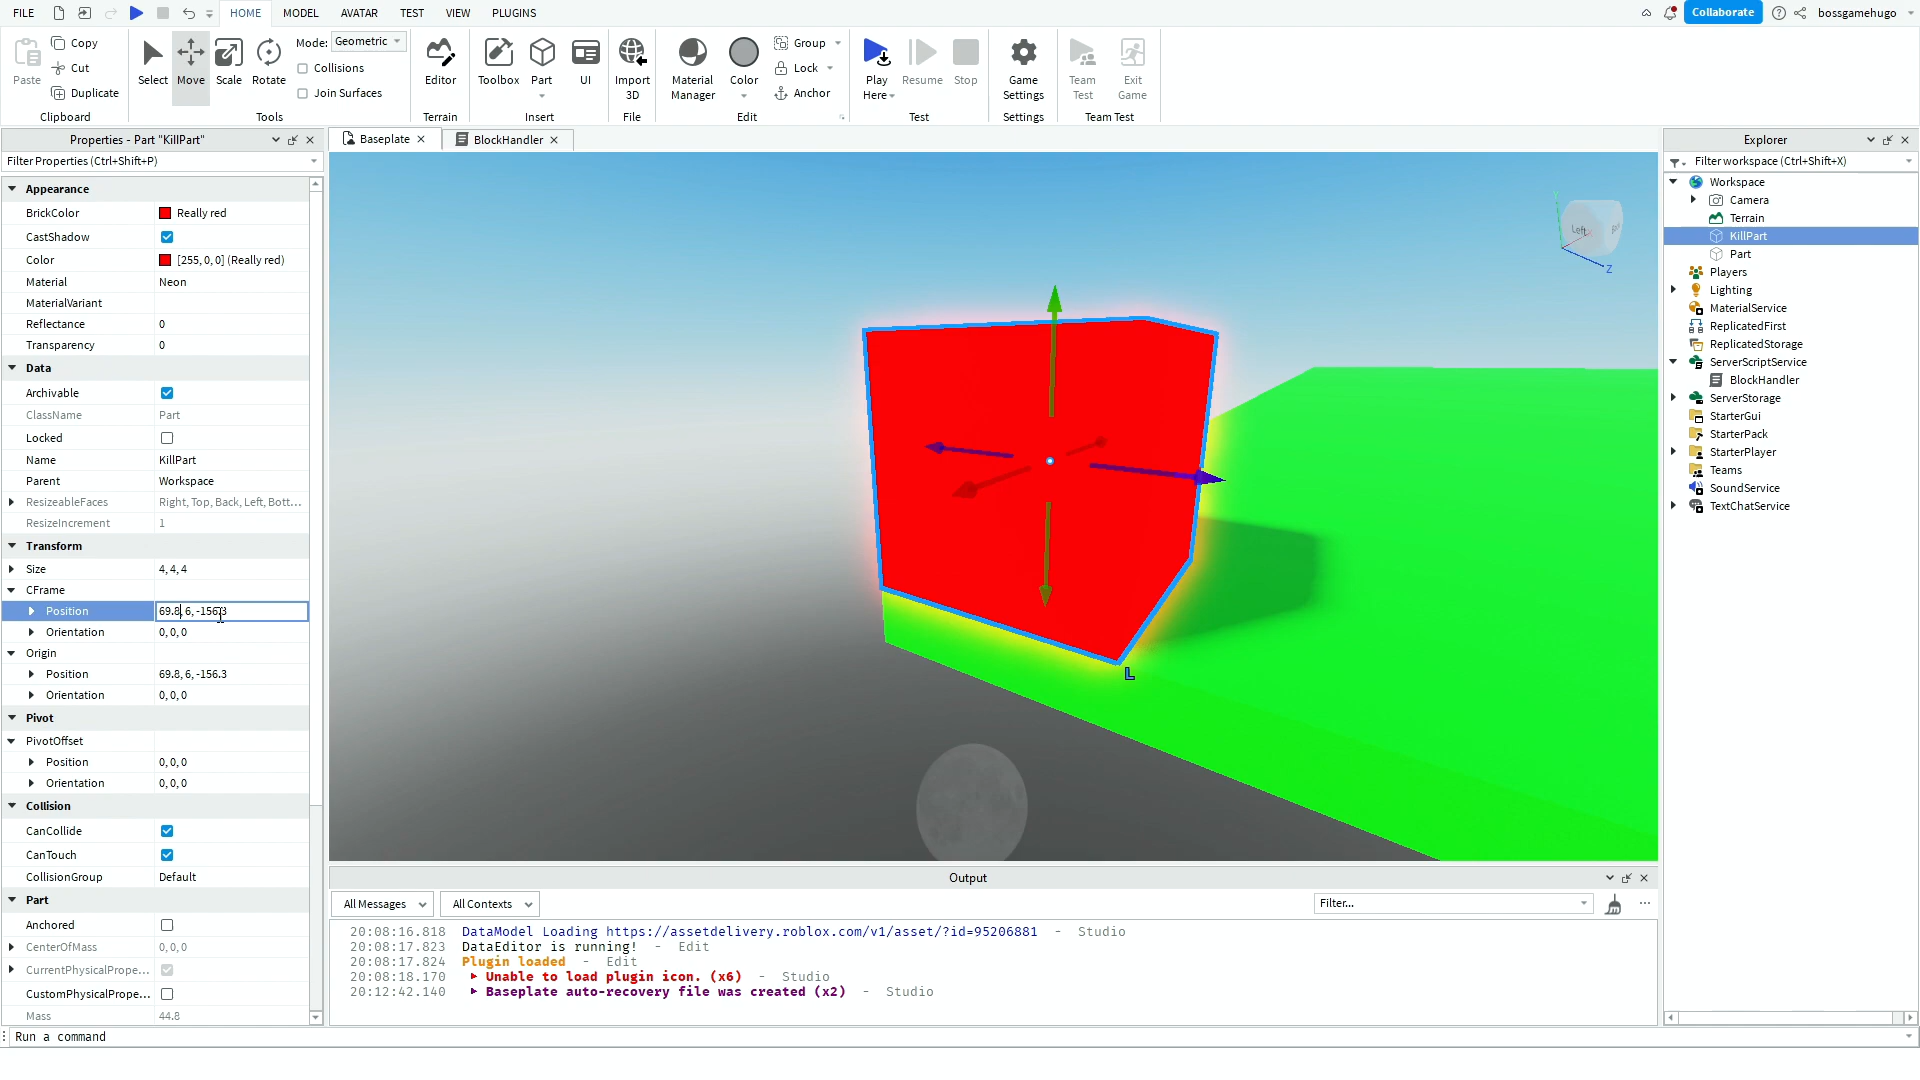 FILE HOME MODEL AVATAR TEST VIEW PLUGINS Collaborate bossgamehugo
Paste Copy Cut Duplicate Clipboard
Select Move Scale Rotate Mode: Geometric Collisions Join Surfaces Tools
Editor Terrain
Toolbox Part UI Insert
Import 3D File
Material Manager Color Group Lock Anchor Edit
Play Here Resume Stop Test
Game Settings Settings
Team Test Exit Game Team Test
Properties - Part "KillPart"
Filter Properties (Ctrl+Shift+P)
Appearance
BrickColor Really red
CastShadow
Color [255, 0, 0] (Really red)
Material Neon
MaterialVariant
Reflectance 0
Transparency 0
Data
Archivable
ClassName Part
Locked
Name KillPart
Parent Workspace
ResizeableFaces Right, Top, Back, Left, Bott...
ResizeIncrement 1
Transform
Size 4, 4, 4
CFrame
Position 69.8, 6, -156.3
Orientation 0, 0, 0
Origin
Position 69.8, 6, -156.3
Orientation 0, 0, 0
Pivot
PivotOffset
Position 0, 0, 0
Orientation 0, 0, 0
Collision
CanCollide
CanTouch
CollisionGroup Default
Part
Anchored
CenterOfMass 0, 0, 0
CurrentPhysicalPrope...
CustomPhysicalPrope...
Mass 44.8
Baseplate BlockHandler
Left
Z
L
Output
All Messages All Contexts Filter...
20:08:16.818 DataModel Loading https://assetdelivery.roblox.com/v1/asset/?id=95206881 - Studio
20:08:17.823 DataEditor is running! - Edit
20:08:17.824 Plugin loaded - Edit
20:08:18.170 Unable to load plugin icon. (x6) - Studio
20:12:42.140 Baseplate auto-recovery file was created (x2) - Studio
Explorer
Filter workspace (Ctrl+Shift+X)
Workspace
Camera
Terrain
KillPart
Part
Players
Lighting
MaterialService
ReplicatedFirst
ReplicatedStorage
ServerScriptService
BlockHandler
ServerStorage
StarterGui
StarterPack
StarterPlayer
Teams
SoundService
TextChatService
Run a command